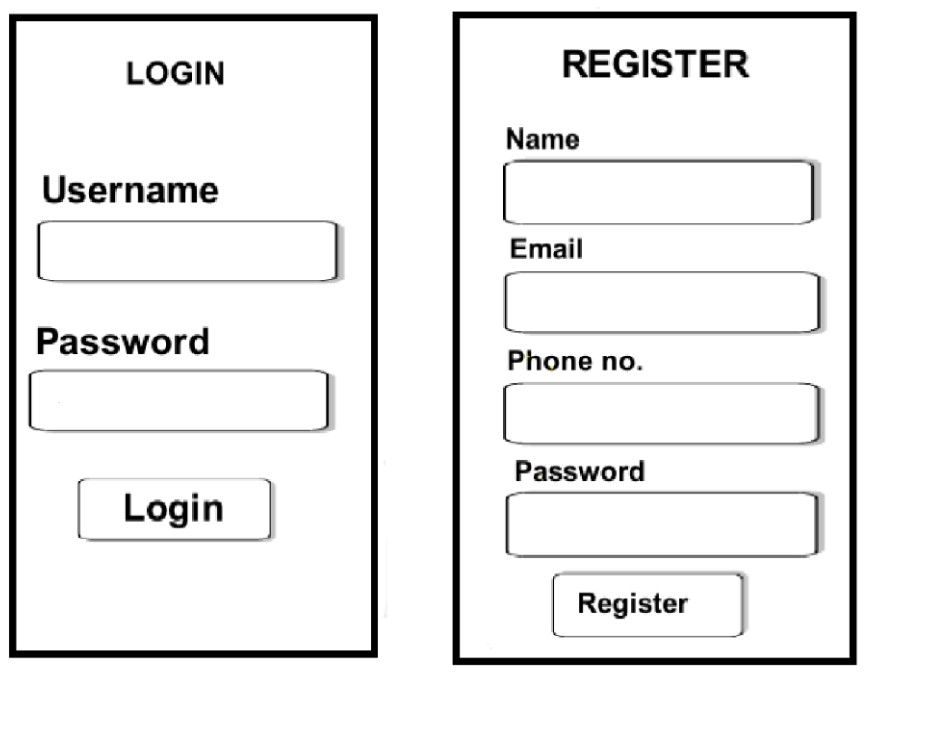 LOGIN
Username
Password
Login
REGISTER
Name
Email
Phone no.
Password
Register